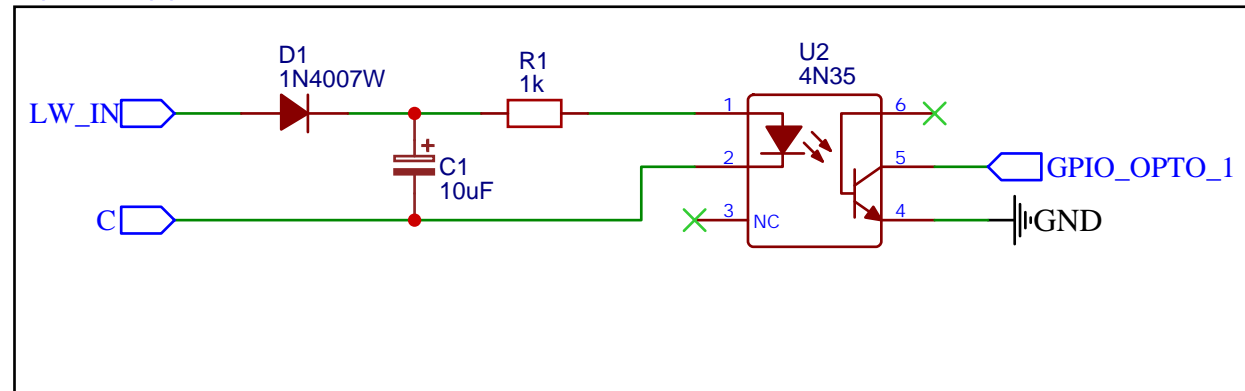 D1
1N4007W
R1
1k
U2
4N35
LW_IN
1
6
+
C1
10uF
2
5
GPIO_OPTO_1
C
3
NC
4
GND